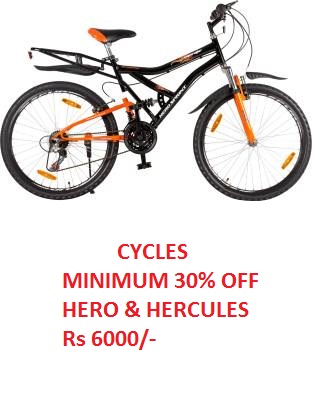 CYCLES
MINIMUM 30% OFF
HERO & HERCULES
Rs 6000/-